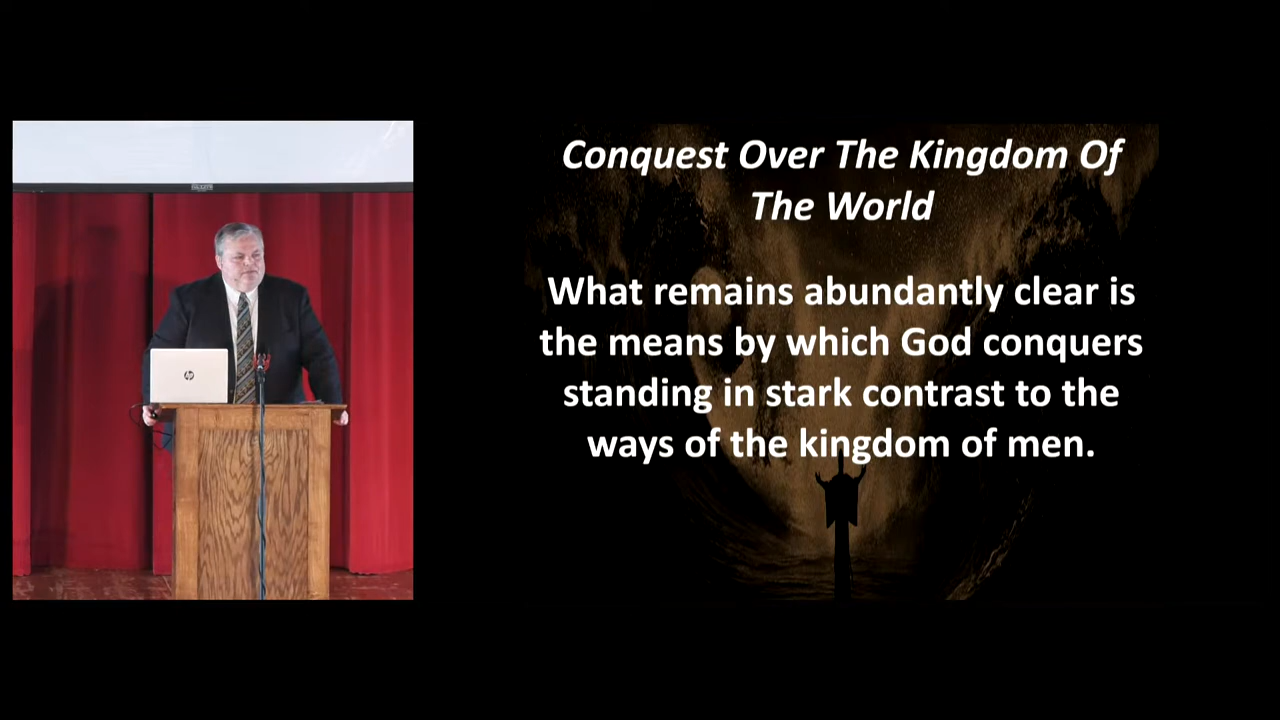 Conquest Over The Kingdom Of
The World
What remains abundantly clear is
the means by which God conquers
standing in stark contrast to the
ways of the kingdom of men.
hp